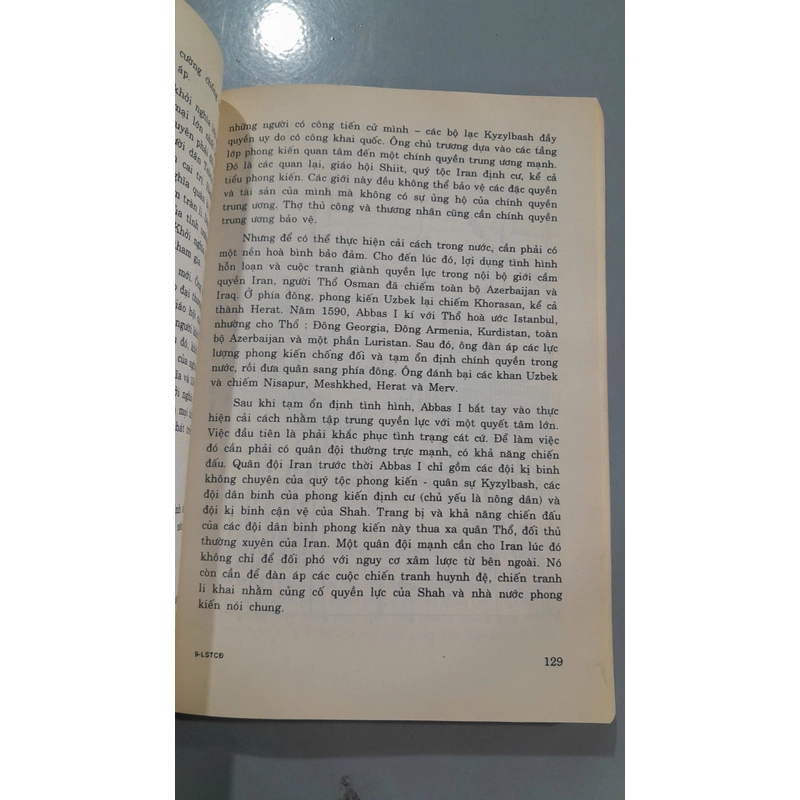 cường chống
áp.
khởi nghĩa
mại lớn nhất
cai trị.
mới.
những người có công tiến cử mình – các bộ lạc Kyzylbash đầy
quyền uy do có công khai quốc. Ông chủ trương dựa vào các tầng
lớp phong kiến quan tâm đến một chính quyền trung ương mạnh.
Đó là các quan lại, giáo hội Shiit, quý tộc Iran định cư, kể cả
tiểu phong kiến. Các giới này đều không thể bảo vệ các đặc quyền
và tài sản của mình mà không có sự ủng hộ của chính quyền
trung ương. Thợ thủ công và thương nhân cũng cần chính quyền
trung ương bảo vệ.
Nhưng để có thể thực hiện cải cách trong nước, cần phải có
một nền hoà bình bảo đảm. Cho đến lúc đó, lợi dụng tình hình
hỗn loạn và cuộc tranh giành quyền lực trong nội bộ giới cầm
quyền Iran, người Thổ Osman đã chiếm toàn bộ Azerbaijan và
Iraq. Ở phía đông, phong kiến Uzbek lại chiếm Khorasan, kể cả
thành Herat. Năm 1590, Abbas I kí với Thổ hoà ước Istanbul,
nhường cho Thổ : Đông Georgia, Đông Armenia, Kurdistan, toàn
bộ Azerbaijan và một phần Luristan. Sau đó, ông đàn áp các lực
lượng phong kiến chống đối và tạm ổn định chính quyền trong
nước, rồi đưa quân sang phía đông. Ông đánh bại các khan Uzbek
và chiếm Nisapur, Meshkhed, Herat và Merv.
Sau khi tạm ổn định tình hình, Abbas I bắt tay vào thực
hiện cải cách nhằm tập trung quyền lực với một quyết tâm lớn.
Việc đầu tiên là phải khắc phục tình trạng cát cứ. Để làm việc
đó cần phải có quân đội thường trực mạnh, có khả năng chiến
đấu. Quân đội Iran trước thời Abbas I chỉ gồm các đội kị binh
không chuyên của quý tộc phong kiến - quân sự Kyzylbash, các
đội dân binh của phong kiến định cư (chủ yếu là nông dân) và
đội kị binh cận vệ của Shah. Trang bị và khả năng chiến đấu
của các đội dân binh phong kiến này thua xa quân Thổ, đối thủ
thường xuyên của Iran. Một quân đội mạnh cần cho Iran lúc đó
không chỉ để đối phó với nguy cơ xâm lược từ bên ngoài. Nó
còn cần để đàn áp các cuộc chiến tranh huynh đệ, chiến tranh
li khai nhằm củng cố quyền lực của Shah và nhà nước phong
kiến nói chung.
9-LSTCĐ
129